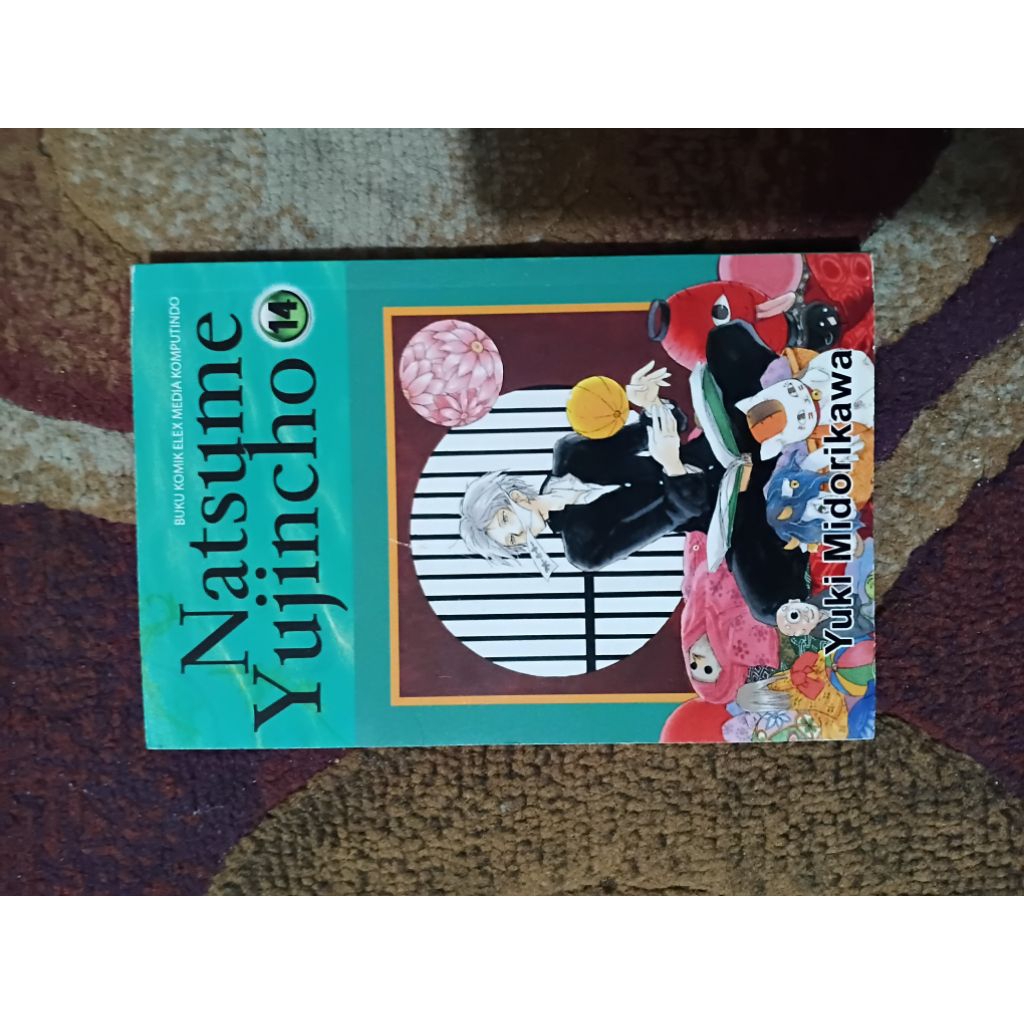 BUKU KOMIK ELEX MEDIA KOMPUTINDO
Natsume
Yujincho
14
Yuki Midorikawa